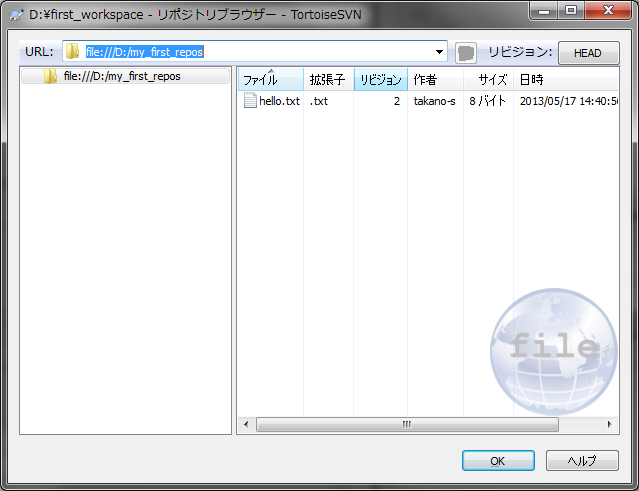 D:¥first_workspace - リポジトリブラウザー - TortoiseSVN
URL: file:///D:/my_first_repos リビジョン: HEAD
file:///D:/my_first_repos
ファイル 拡張子 リビジョン 作者 サイズ 日時
hello.txt .txt 2 takano-s 8 バイト 2013/05/17 14:40:50
file
OK ヘルプ